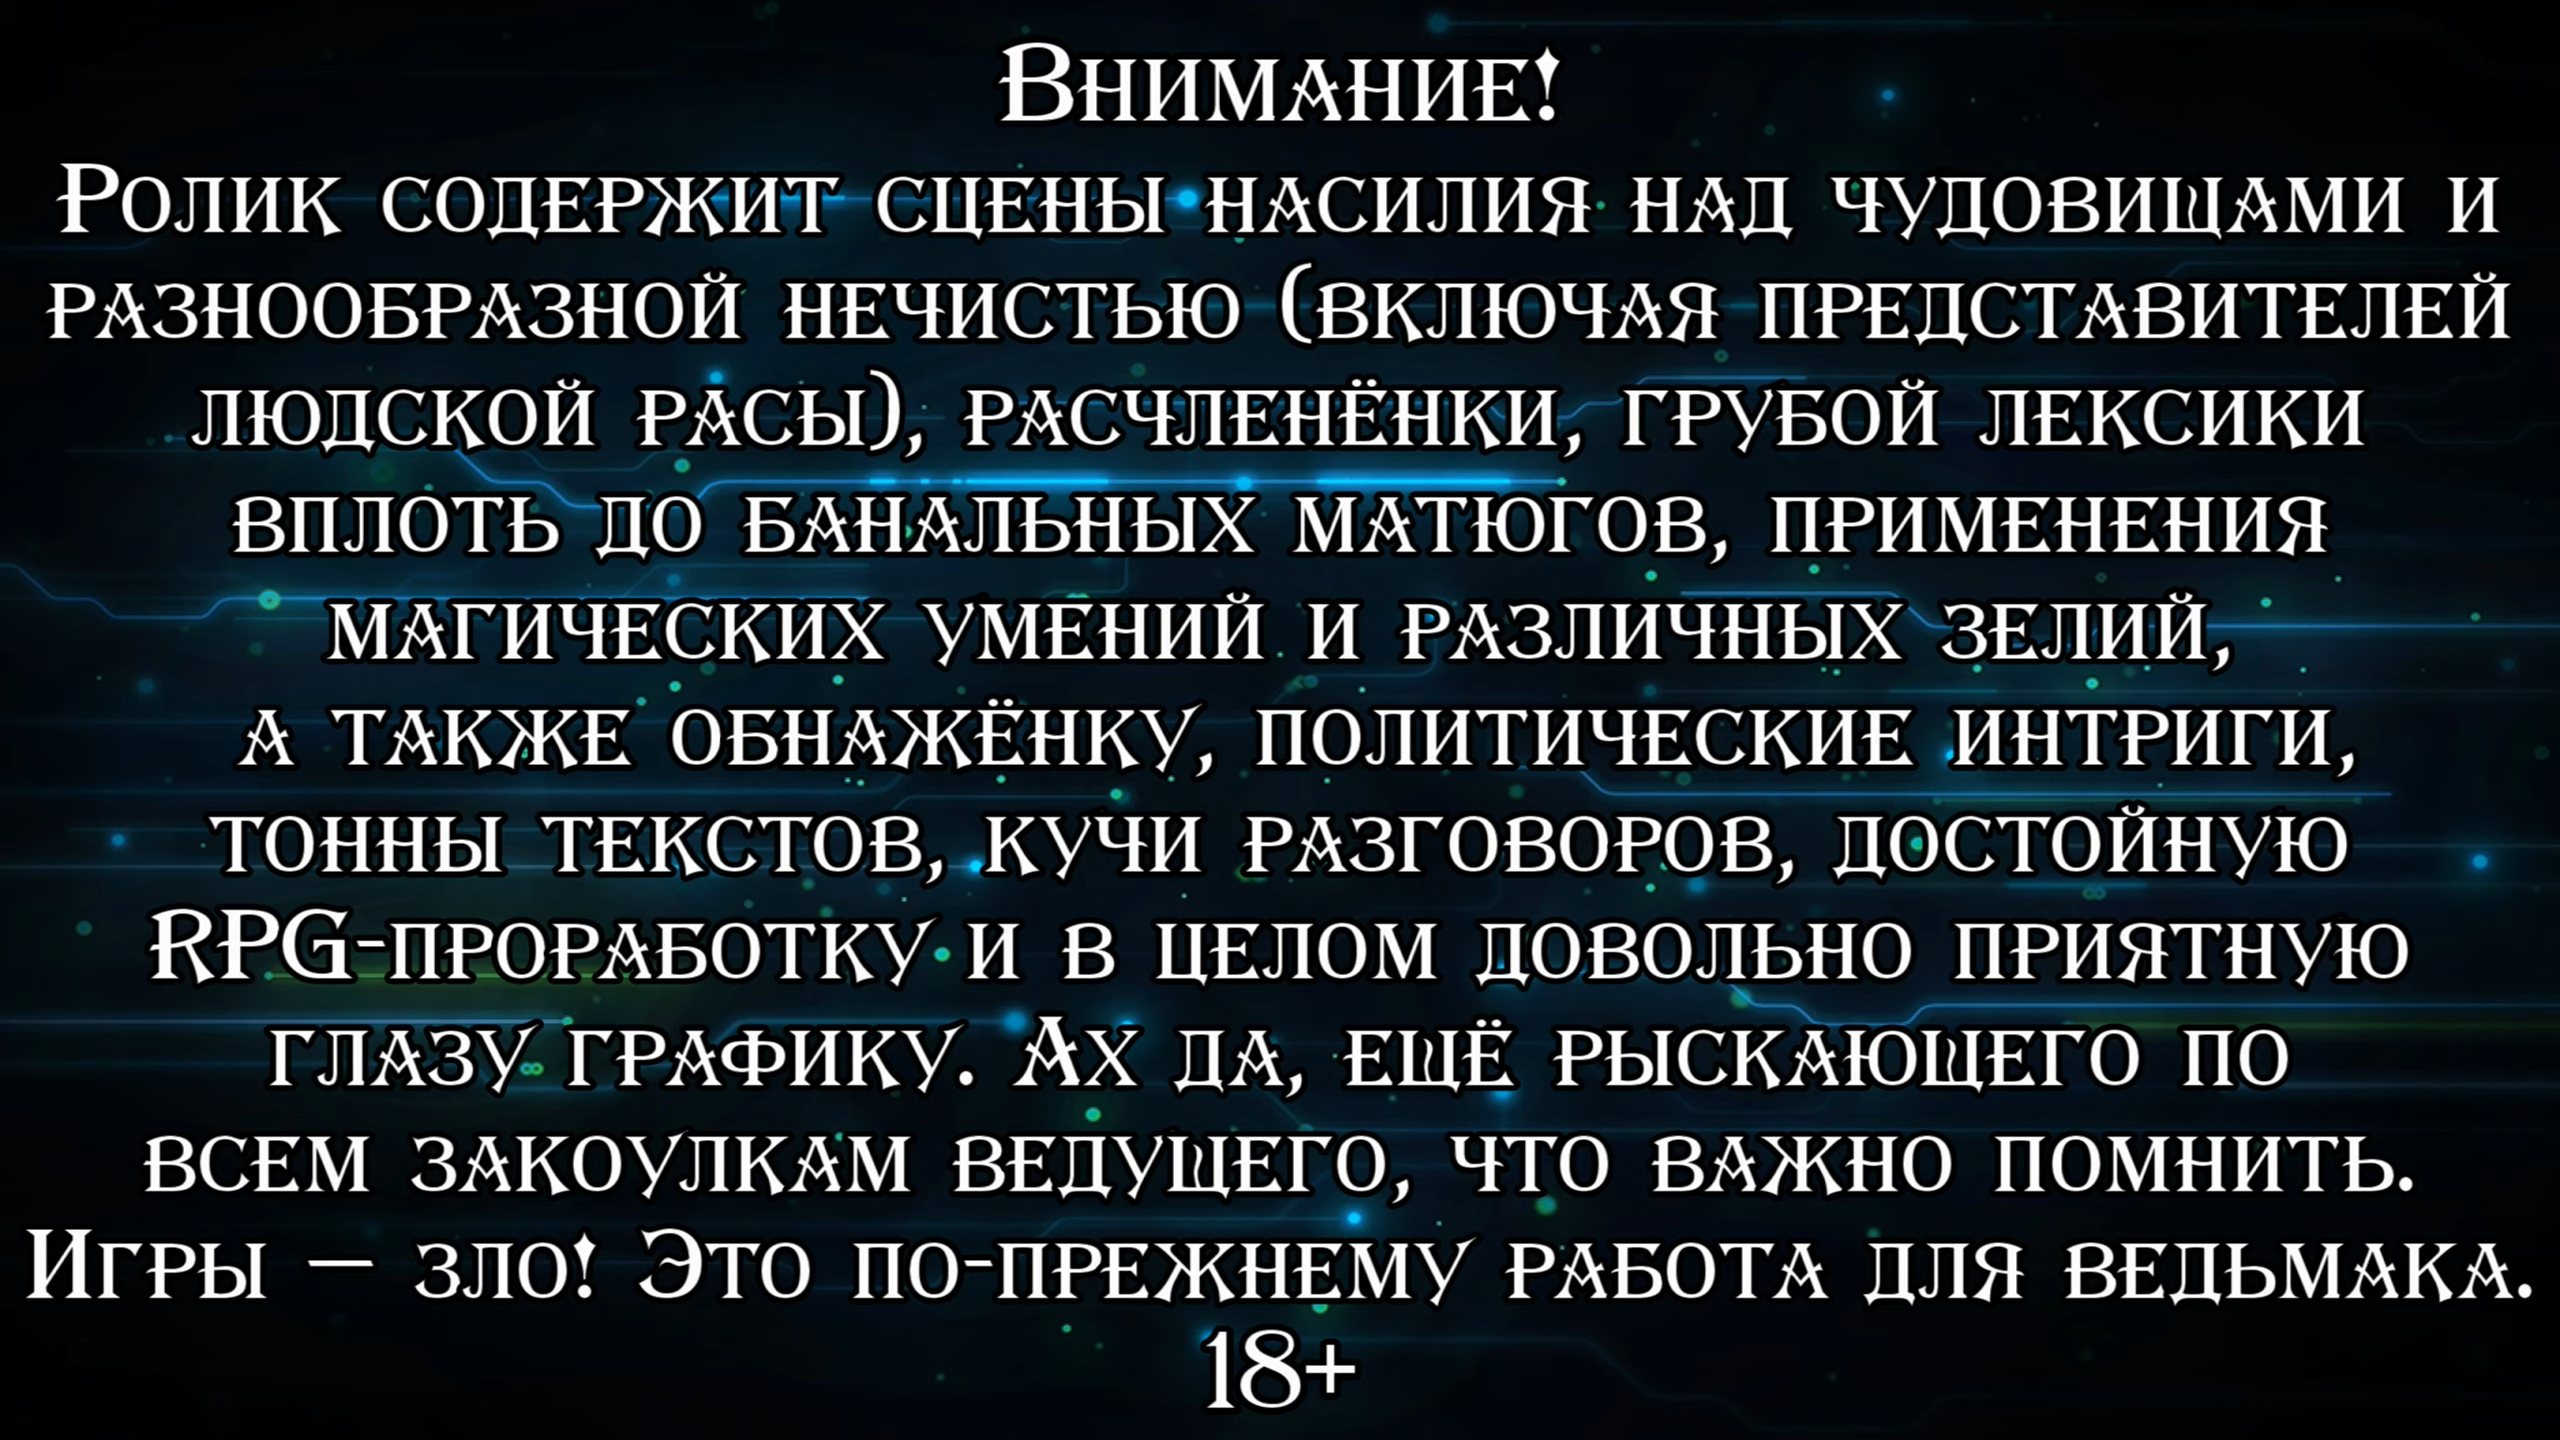 Внимание!
Ролик содержит сцены насилия над чудовищами и
разнообразной нечистью (включая представителей
людской расы), расчленёнки, грубой лексики
вплоть до банальных матюгов, применения
магических умений и различных зелий,
а также обнажёнку, политические интриги,
тонны текстов, кучи разговоров, достойную
RPG-проработку и в целом довольно приятную
глазу графику. Ах да, ещё рыскающего по
всем закоулкам ведущего, что важно помнить.
Игры — зло! Это по-прежнему работа для ведьмака.
18+